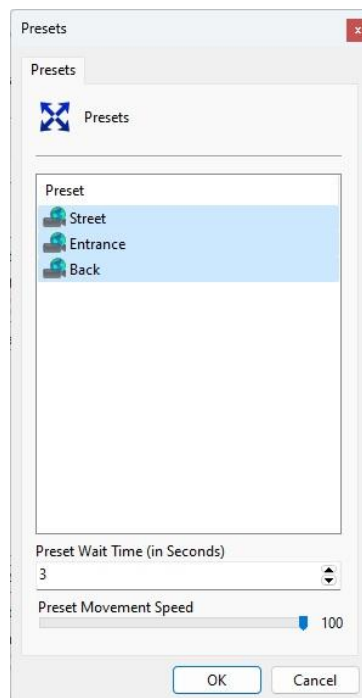 Presets
x
Presets
Presets
Preset
Street
Entrance
Back
Preset Wait Time (in Seconds)
3
Preset Movement Speed
100
OK Cancel